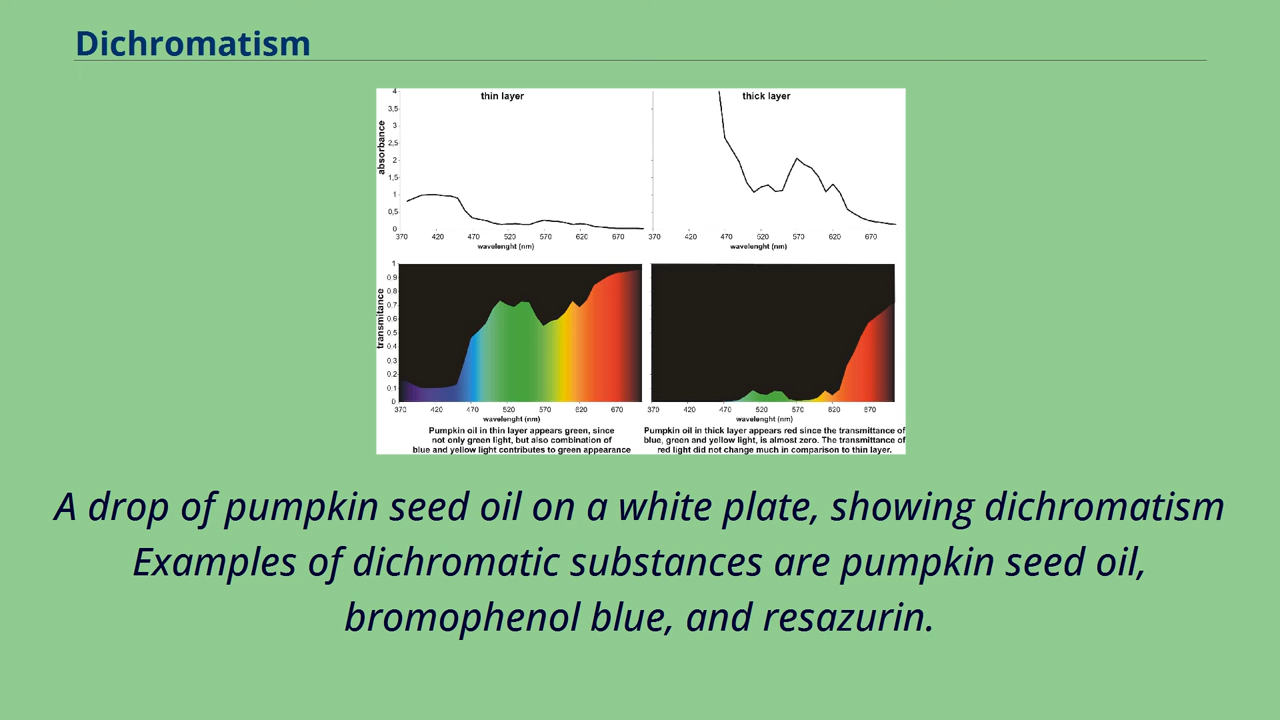 Dichromatism
thin layer
thick layer
absorbance
4
3,5
3
2,5
2
1,5
1
0,5
0
370 420 470 520 570 620 670
370 420 470 520 570 620 670
wavelenght (nm)
wavelenght (nm)
transmitance
1
0.9
0.8
0.7
0.6
0.5
0.4
0.3
0.2
0.1
0
370 420 470 520 570 620 670
370 420 470 520 570 620 670
wavelenght (nm)
wavelenght (nm)
Pumpkin oil in thin layer appears green, since
not only green light, but also combination of
blue and yellow light contributes to green appearance
Pumpkin oil in thick layer appears red since the transmittance of
blue, green and yellow light, is almost zero. The transmittance of
red light did not change much in comparison to thin layer.
A drop of pumpkin seed oil on a white plate, showing dichromatism
Examples of dichromatic substances are pumpkin seed oil,
bromophenol blue, and resazurin.